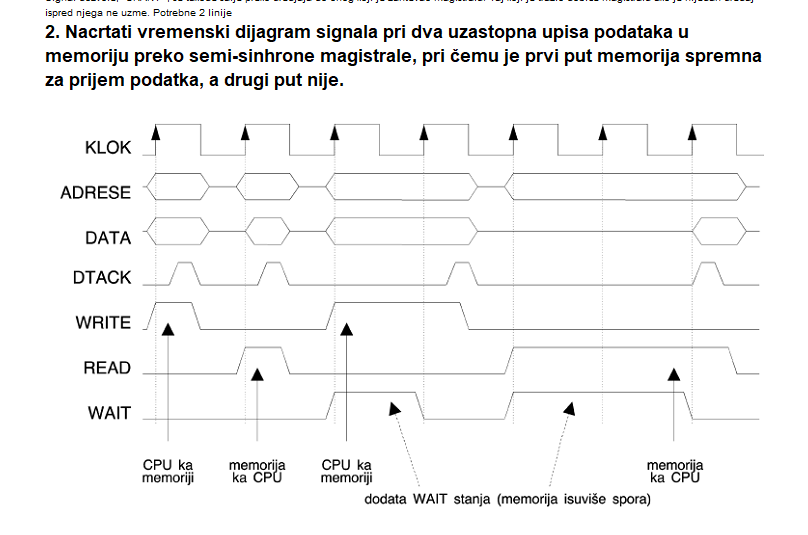 ispred njega ne uzme. Potrebne 2 linije
2. Nacrtati vremenski dijagram signala pri dva uzastopna upisa podataka u
memoriju preko semi-sinhrone magistrale, pri čemu je prvi put memorija spremna
za prijem podatka, a drugi put nije.
KLOK
ADRESE
DATA
DTACK
WRITE
READ
WAIT
CPU ka
memoriji
memorija
ka CPU
CPU ka
memoriji
memorija
ka CPU
dodata WAIT stanja (memorija isuviše spora)